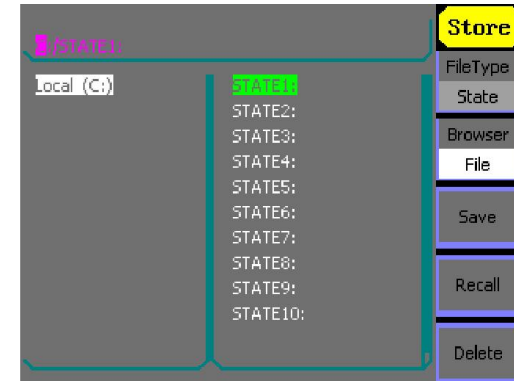 /STATE1:
Local (C:)
STATE1:
STATE2:
STATE3:
STATE4:
STATE5:
STATE6:
STATE7:
STATE8:
STATE9:
STATE10:
Store
FileType
State
Browser
File
Save
Recall
Delete